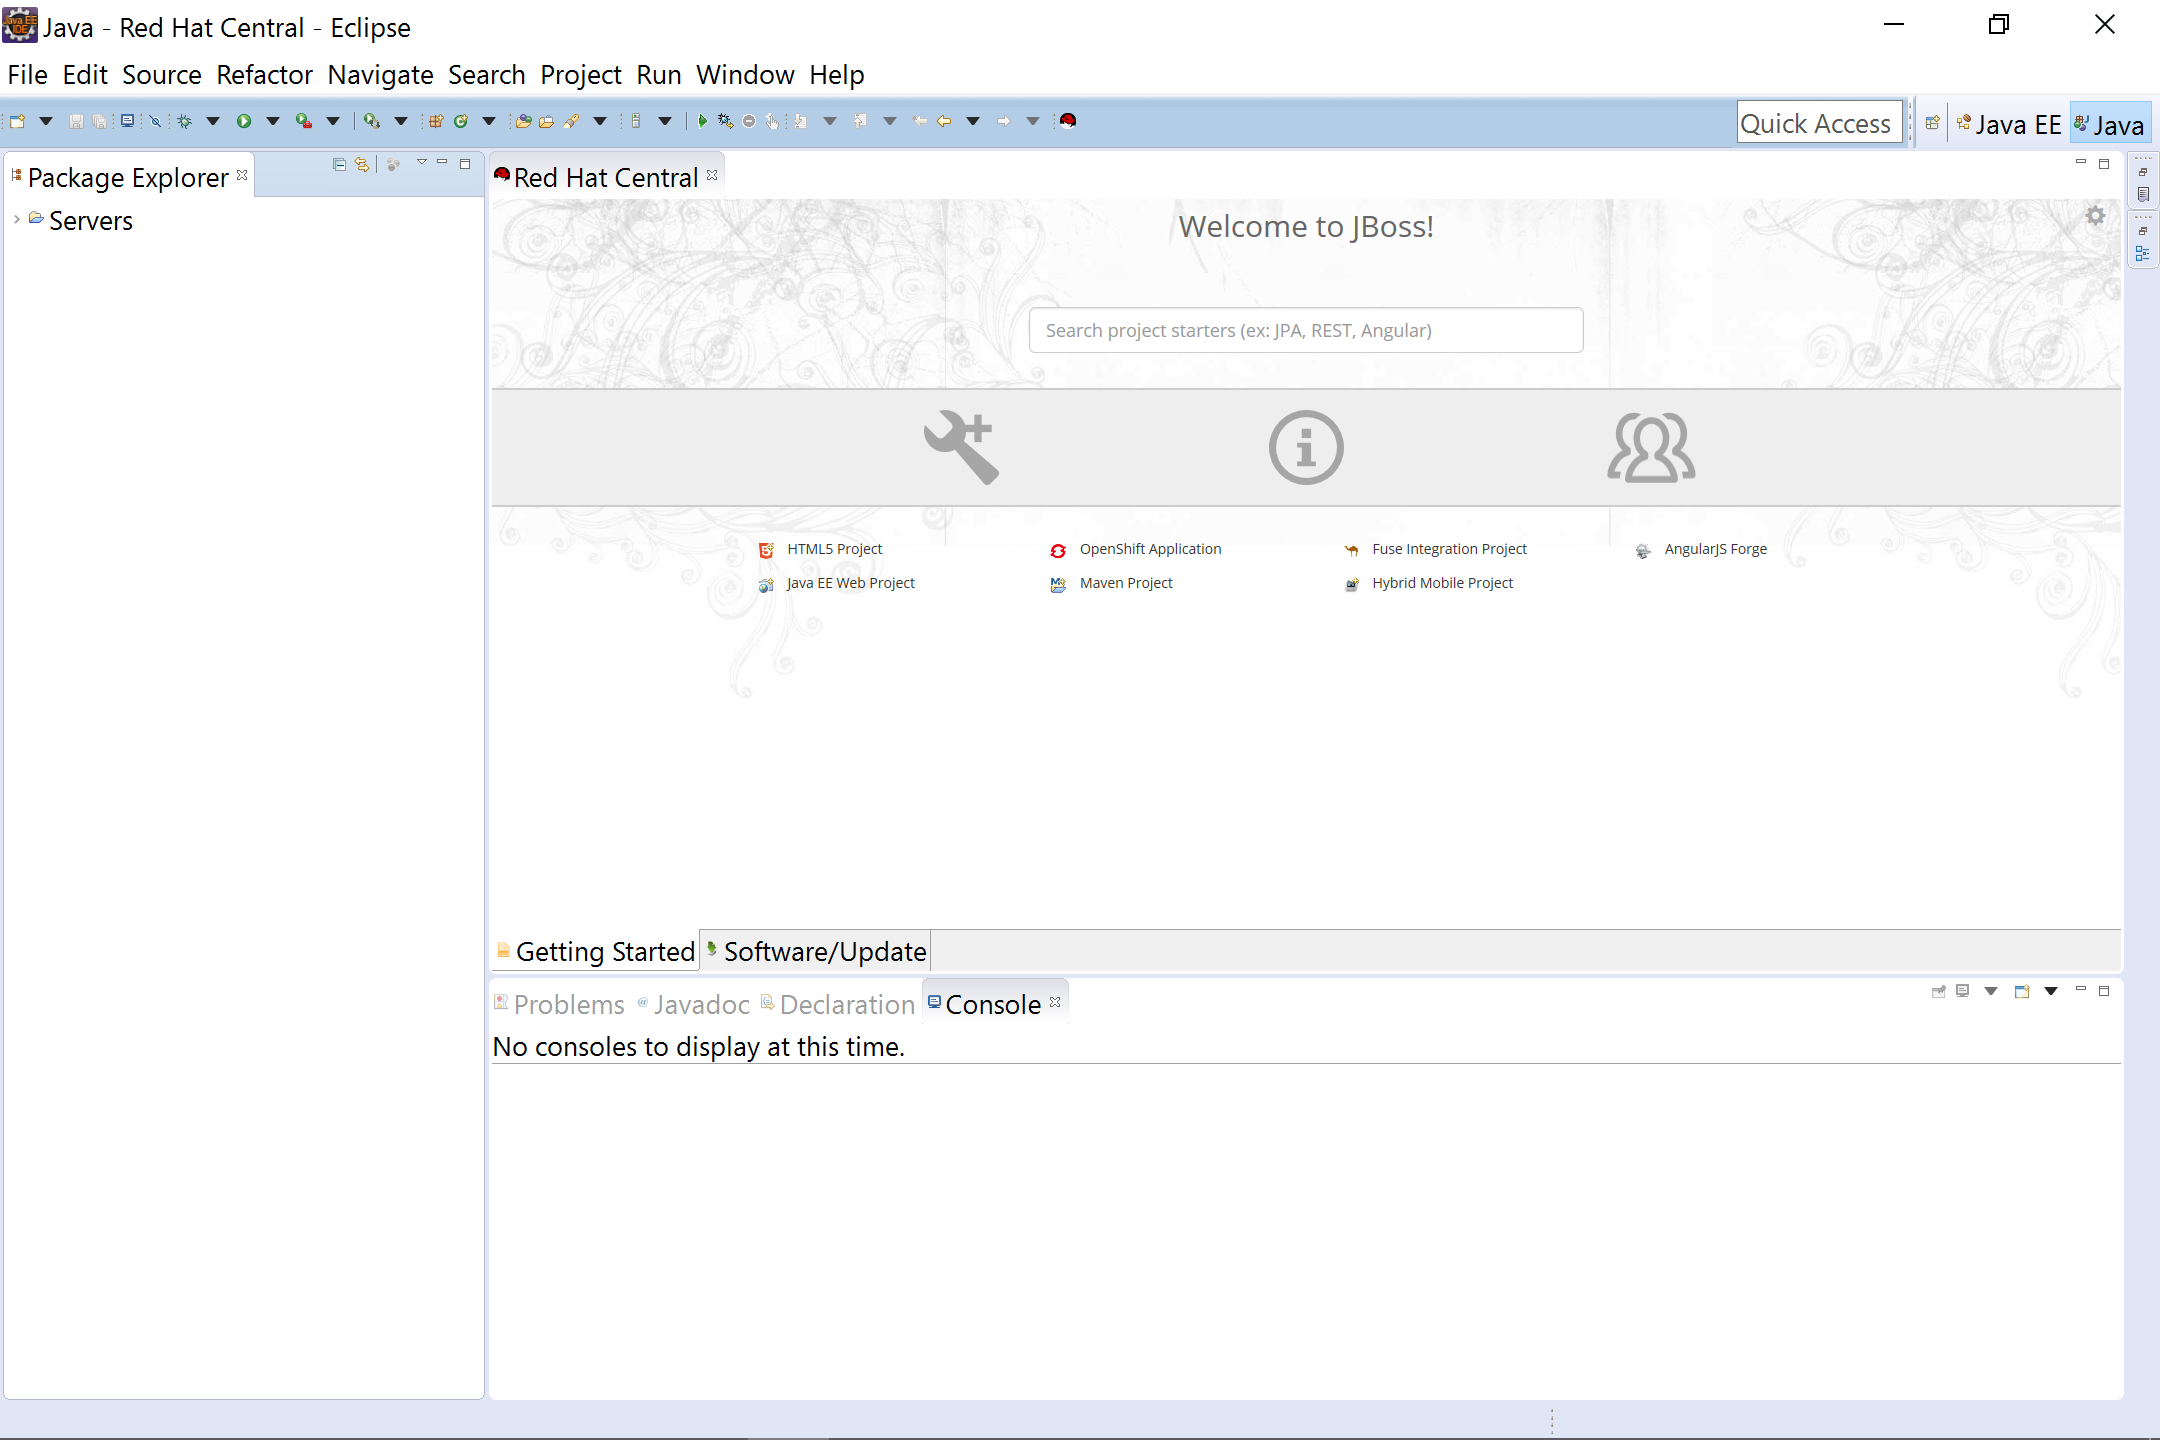 Java - Red Hat Central - Eclipse
File Edit Source Refactor Navigate Search Project Run Window Help
Quick Access
Java EE
Java
Package Explorer
Servers
Red Hat Central
Welcome to JBoss!
Search project starters (ex: JPA, REST, Angular)
HTML5 Project
OpenShift Application
Fuse Integration Project
AngularJS Forge
Java EE Web Project
Maven Project
Hybrid Mobile Project
Getting Started
Software/Update
Problems
Javadoc
Declaration
Console
No consoles to display at this time.